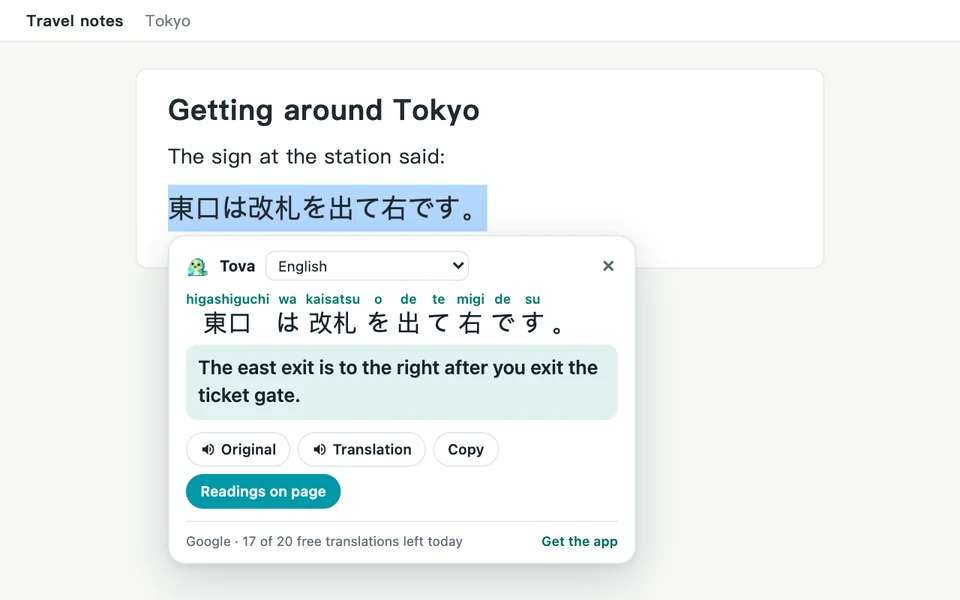 Travel notes Tokyo
Getting around Tokyo
The sign at the station said:
東口は改札を出て右です。
Tova English
higashiguchi wa kaisatsu o de te migi de su
東口 は 改札 を 出 て 右 で す 。
The east exit is to the right after you exit the
ticket gate.
Original Translation Copy
Readings on page
Google · 17 of 20 free translations left today Get the app